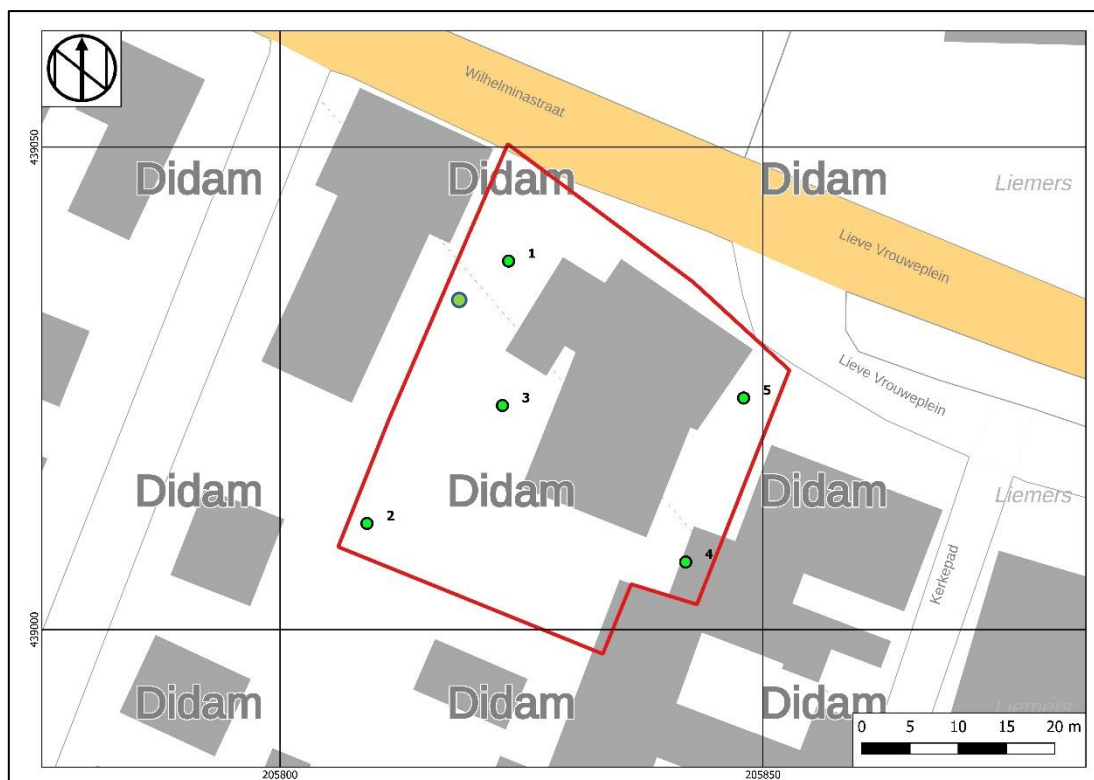 Wilhelminastraat
439050
Didam
Didam
Didam
Liemers
Lieve Vrouweplein
1
Lieve Vrouweplein
5
3
Didam
Didam
Didam
Liemers
2
4
Kerkepad
439000
Didam
Didam
Didam
Liemers
0 5 10 15 20 m
205800
205850